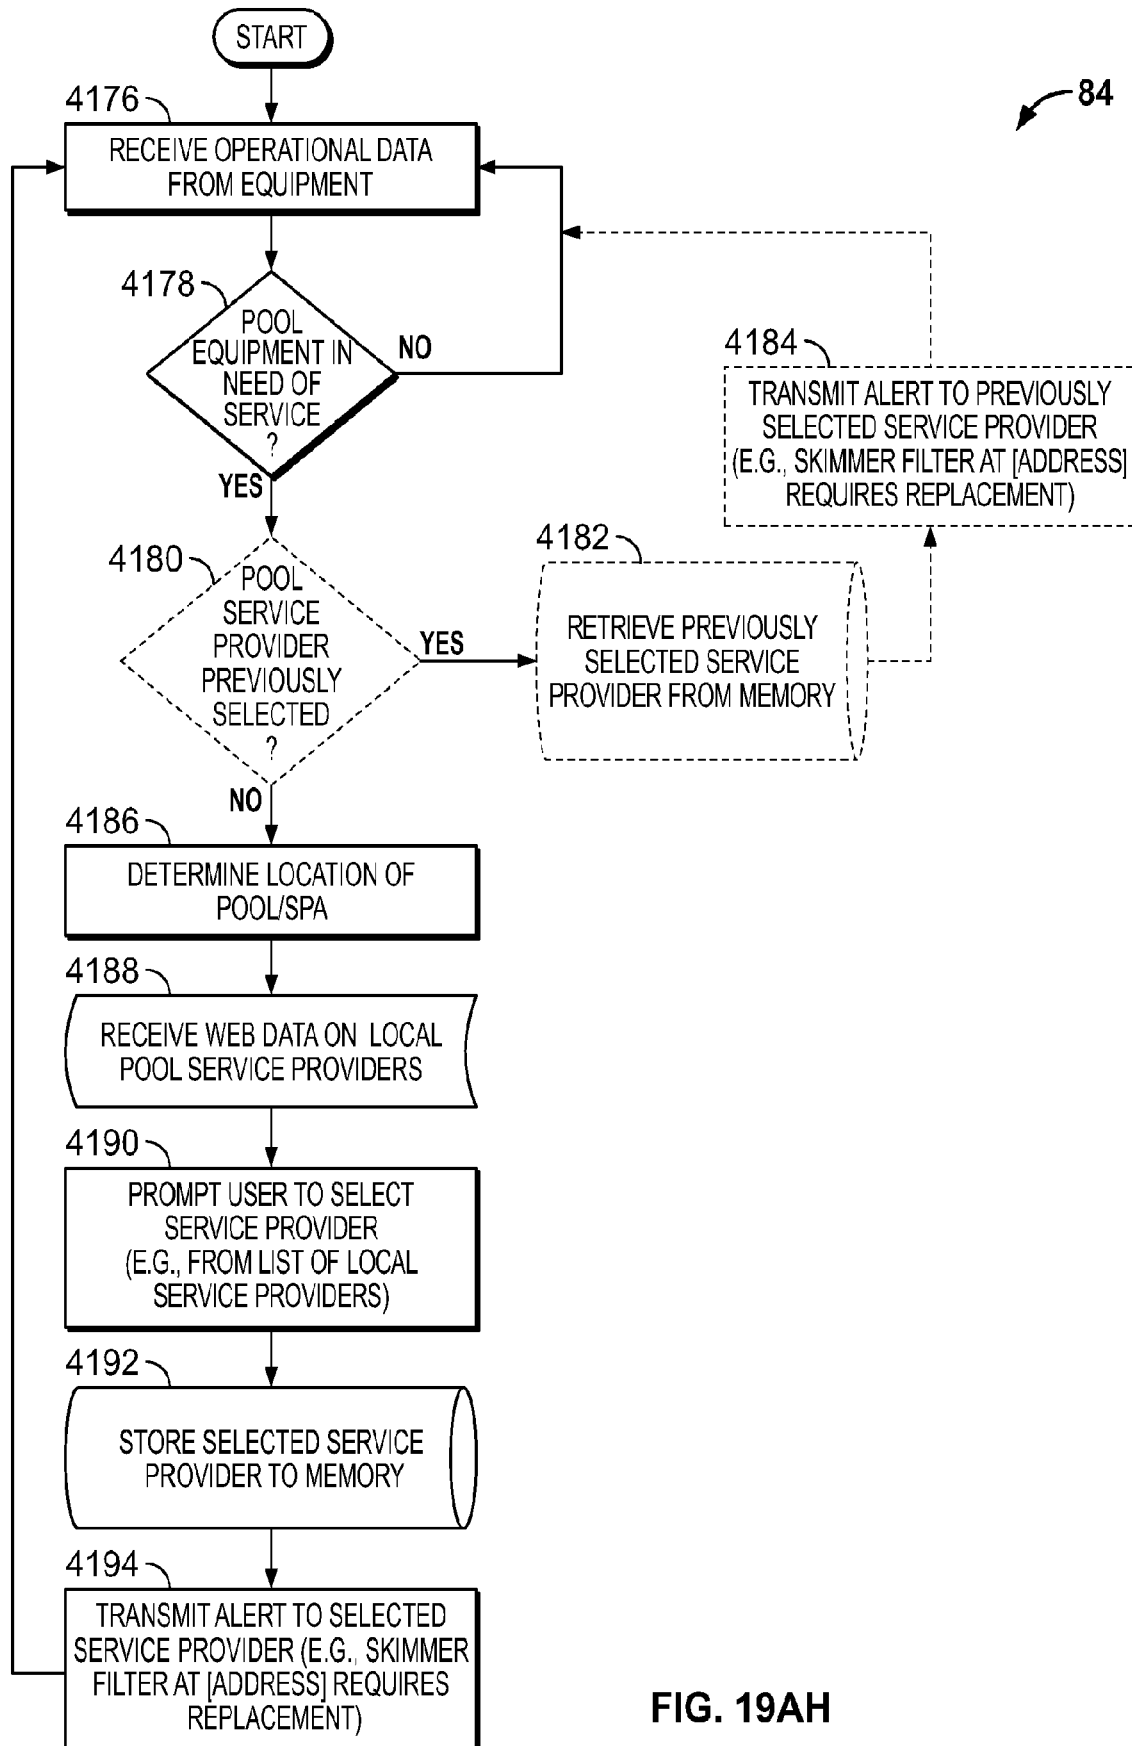 START
84
4176
RECEIVE OPERATIONAL DATA
FROM EQUIPMENT
4178
POOL
EQUIPMENT IN
NEED OF
SERVICE
?
NO
YES
4184
TRANSMIT ALERT TO PREVIOUSLY
SELECTED SERVICE PROVIDER
(E.G., SKIMMER FILTER AT [ADDRESS]
REQUIRES REPLACEMENT)
4180
POOL
SERVICE
PROVIDER
PREVIOUSLY
SELECTED
?
YES
NO
4182
RETRIEVE PREVIOUSLY
SELECTED SERVICE
PROVIDER FROM MEMORY
4186
DETERMINE LOCATION OF
POOL/SPA
4188
RECEIVE WEB DATA ON LOCAL
POOL SERVICE PROVIDERS
4190
PROMPT USER TO SELECT
SERVICE PROVIDER
(E.G., FROM LIST OF LOCAL
SERVICE PROVIDERS)
4192
STORE SELECTED SERVICE
PROVIDER TO MEMORY
4194
TRANSMIT ALERT TO SELECTED
SERVICE PROVIDER (E.G., SKIMMER
FILTER AT [ADDRESS] REQUIRES
REPLACEMENT)
FIG. 19AH